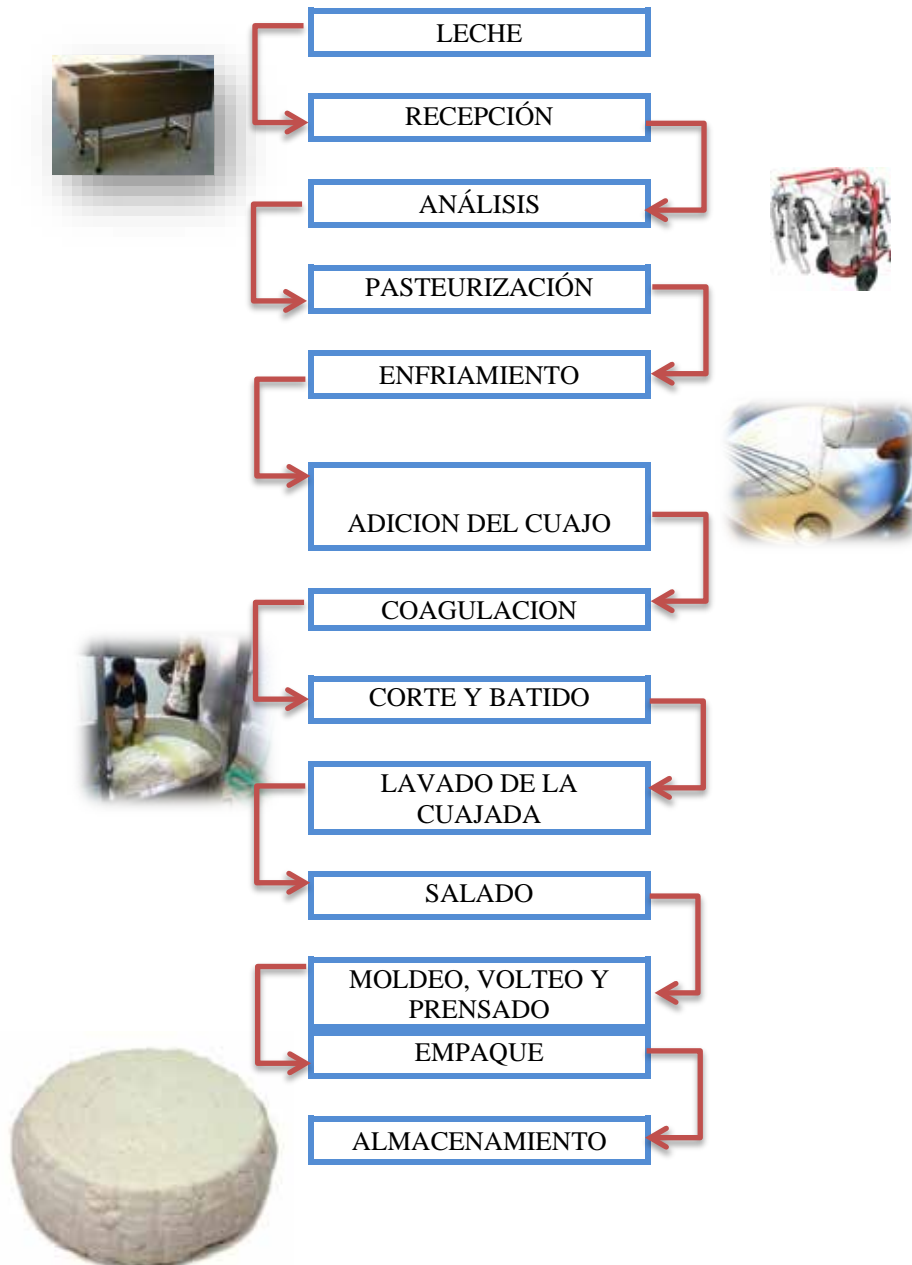 LECHE
RECEPCIÓN
ANÁLISIS
PASTEURIZACIÓN
ENFRIAMIENTO
ADICION DEL CUAJO
COAGULACION
CORTE Y BATIDO
LAVADO DE LA
CUAJADA
SALADO
MOLDEO, VOLTEO Y
PRENSADO
EMPAQUE
ALMACENAMIENTO